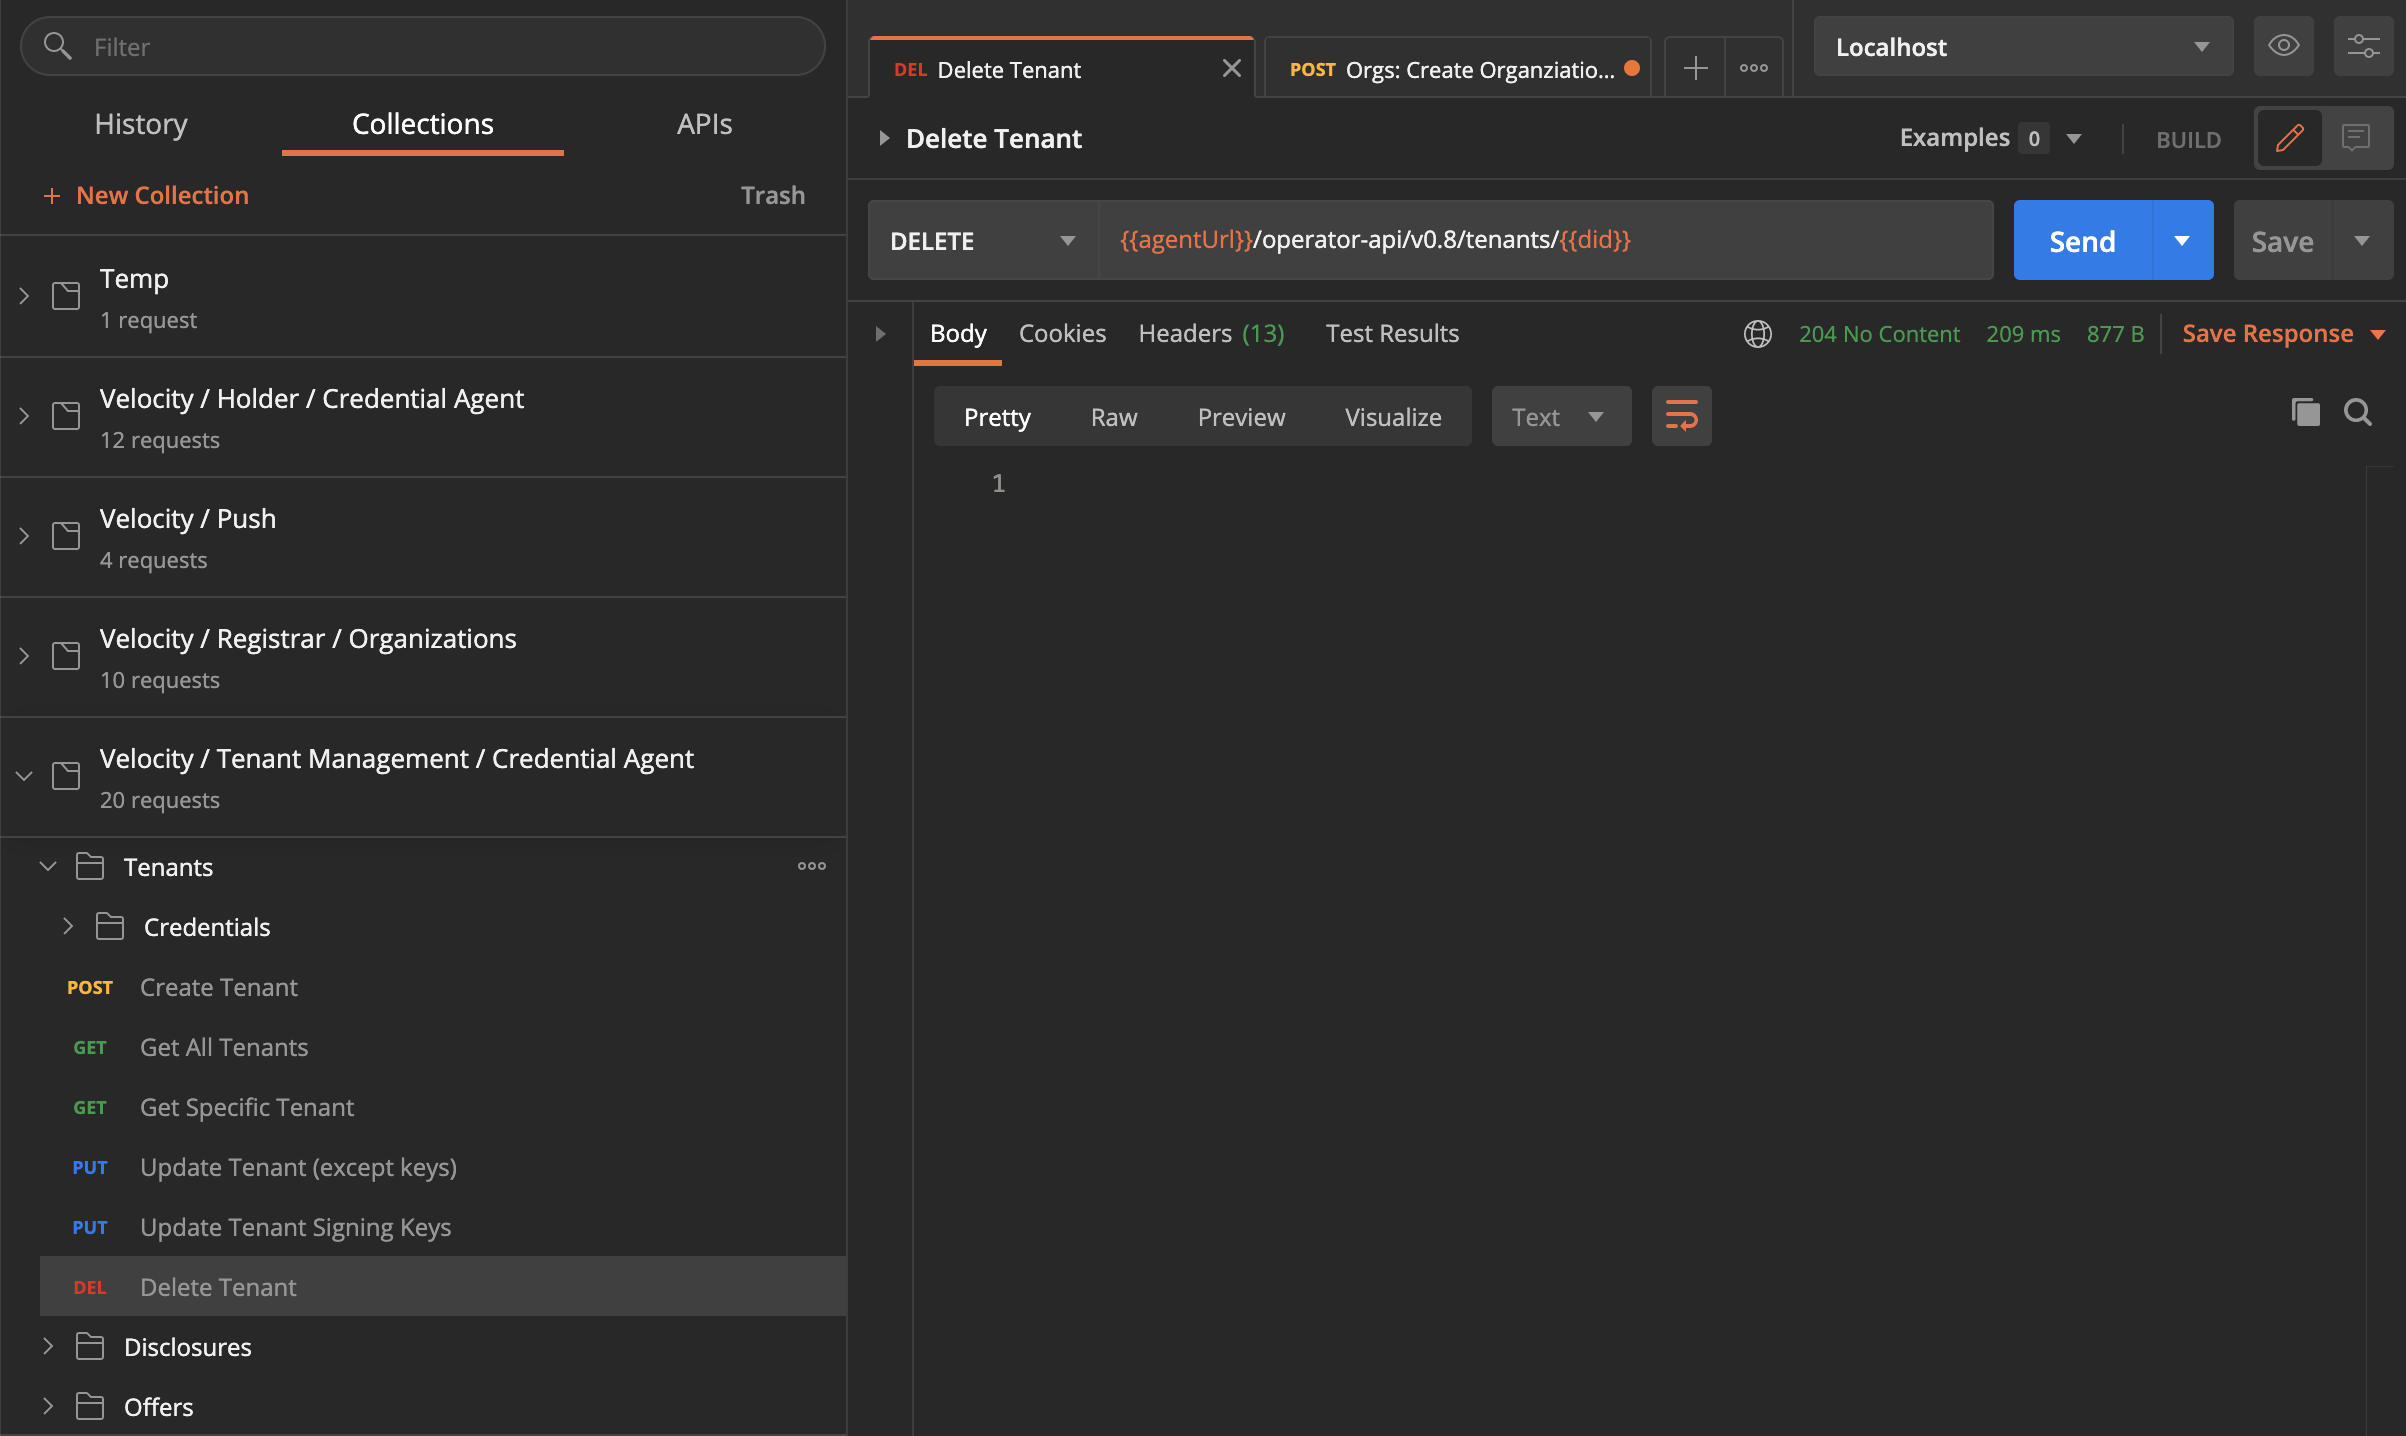 Filter
History
Collections
APIs
+ New Collection
Trash
Temp
1 request
Velocity / Holder / Credential Agent
12 requests
Velocity / Push
4 requests
Velocity / Registrar / Organizations
10 requests
Velocity / Tenant Management / Credential Agent
20 requests
Tenants
Credentials
POST Create Tenant
GET Get All Tenants
GET Get Specific Tenant
PUT Update Tenant (except keys)
PUT Update Tenant Signing Keys
DEL Delete Tenant
Disclosures
Offers
DEL Delete Tenant
POST Orgs: Create Organziatio...
Localhost
Delete Tenant
Examples 0
BUILD
DELETE
{{agentUrl}}/operator-api/v0.8/tenants/{{did}}
Send
Save
Body
Cookies
Headers (13)
Test Results
204 No Content
209 ms
877 B
Save Response
Pretty
Raw
Preview
Visualize
Text
1